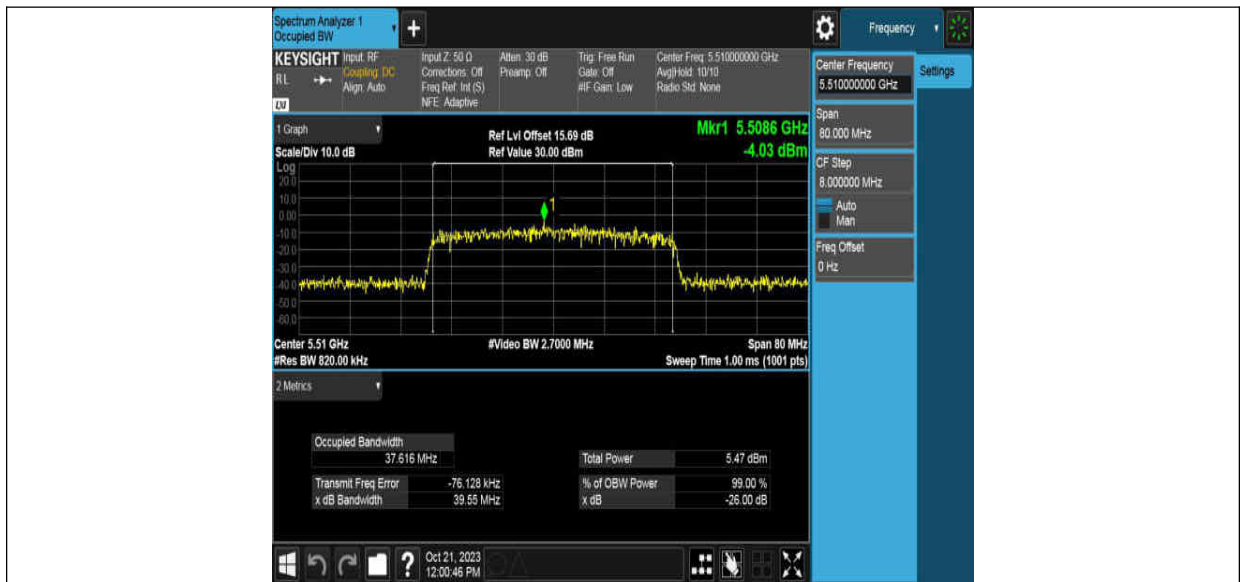 Spectrum Analyzer 1
Occupied BW
+
Frequency
KEYSIGHT
RL
LXI
Input: RF
Coupling: DC
Align: Auto
Input Z: 50 Ω
Corrections: Off
Freq Ref: Int (S)
NFE: Adaptive
Atten: 30 dB
Preamp: Off
Trig: Free Run
Gate: Off
#IF Gain: Low
Center Freq: 5.510000000 GHz
Avg|Hold: 10/10
Radio Std: None
Center Frequency
5.510000000 GHz
Settings
Span
80.000 MHz
CF Step
8.000000 MHz
Auto
Man
Freq Offset
0 Hz
1 Graph
Scale/Div 10.0 dB
Ref Lvl Offset 15.69 dB
Ref Value 30.00 dBm
Mkr1 5.5086 GHz
-4.03 dBm
Log
20.0
10.0
0.00
-10.0
-20.0
-30.0
-40.0
-50.0
-60.0
1
Center 5.51 GHz
#Video BW 2.7000 MHz
Span 80 MHz
#Res BW 820.00 kHz
Sweep Time 1.00 ms (1001 pts)
2 Metrics
Occupied Bandwidth
37.616 MHz
Total Power 5.47 dBm
Transmit Freq Error -76.128 kHz
% of OBW Power 99.00 %
x dB Bandwidth 39.55 MHz
x dB -26.00 dB
?
Oct 21, 2023
12:00:46 PM